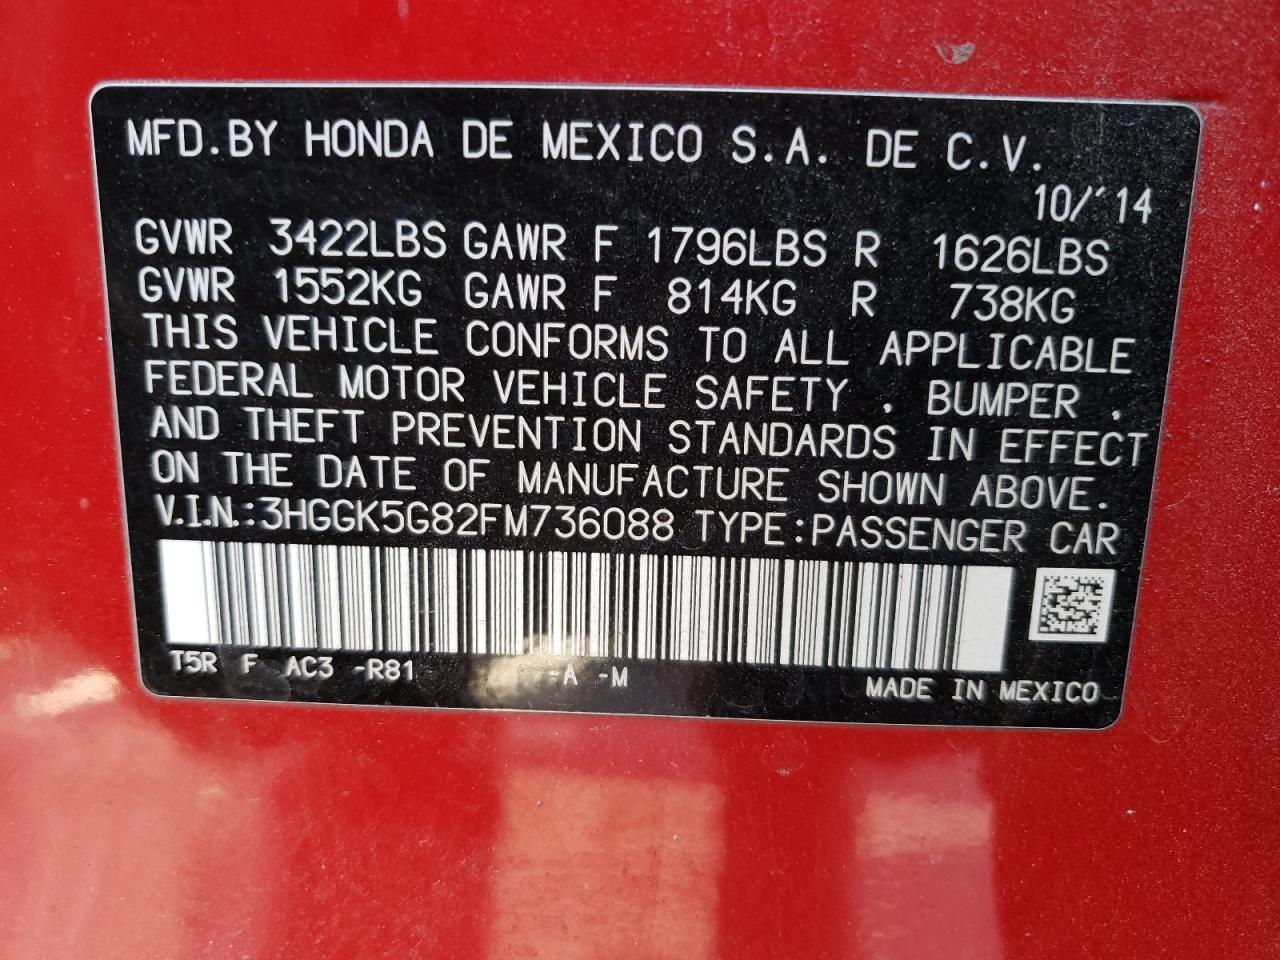 MFD.BY HONDA DE MEXICO S.A. DE C.V.
10/'14
GVWR 3422LBS GAWR F 1796LBS R 1626LBS
GVWR 1552KG GAWR F 814KG R 738KG
THIS VEHICLE CONFORMS TO ALL APPLICABLE
FEDERAL MOTOR VEHICLE SAFETY . BUMPER .
AND THEFT PREVENTION STANDARDS IN EFFECT
ON THE DATE OF MANUFACTURE SHOWN ABOVE.
V.I.N.:3HGGK5G82FM736088 TYPE:PASSENGER CAR
T5R F AC3 -R81 -A -M
MADE IN MEXICO